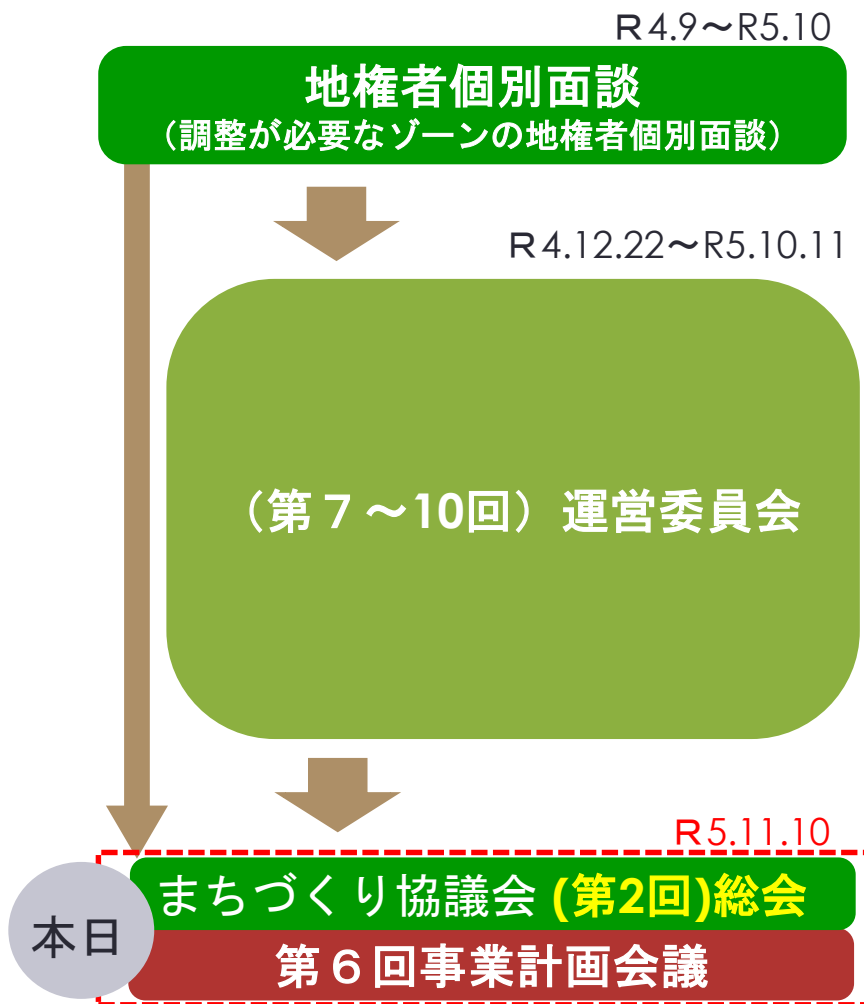 R4.9～R5.10
地権者個別面談
（調整が必要なゾーンの地権者個別面談）
R4.12.22～R5.10.11
（第７～10回）運営委員会
R5.11.10
まちづくり協議会 (第2回)総会
本日
第６回事業計画会議